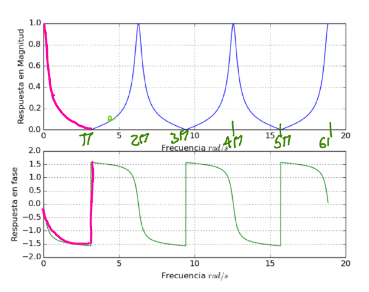 Respuesta en Magnitud
1.0
0.8
0.6
0.4
0.2
0.0
π 2π 3π 4π 5π 6π
5 10 15 20
Frecuencia rad/s
Respuesta en fase
2.0
1.5
1.0
0.5
0.0
−0.5
−1.0
−1.5
−2.0
0 5 10 15 20
Frecuencia rad/s